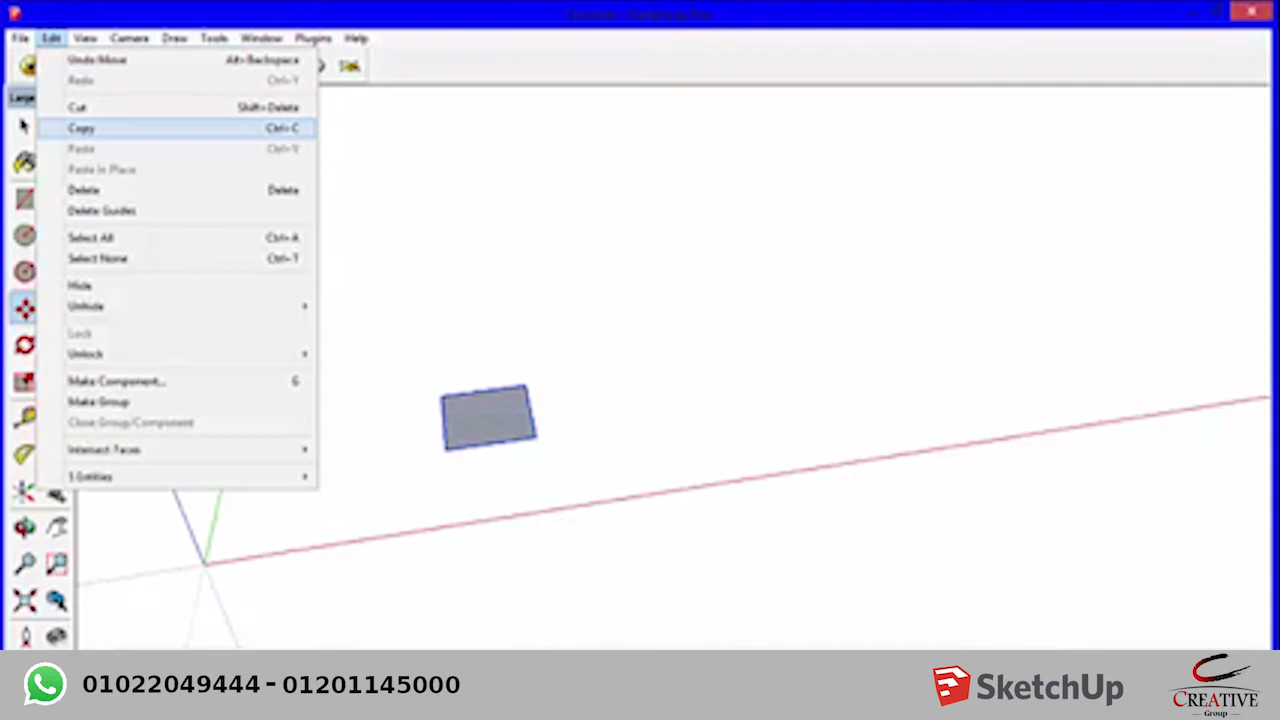 File Edit View Camera Draw Tools Window Plugins Help
Undo Move Alt+Backspace
Redo Ctrl+Y
Large
Cut Shift+Delete
Copy Ctrl+C
Paste Ctrl+V
Paste In Place
Delete Delete
Delete Guides
Select All Ctrl+A
Select None Ctrl+T
Hide
Unhide
Lock
Unlock
Make Component... G
Make Group
Close Group/Component
Intersect Faces
5 Entities
01022049444 - 01201145000
SketchUp
CREATIVE
Group